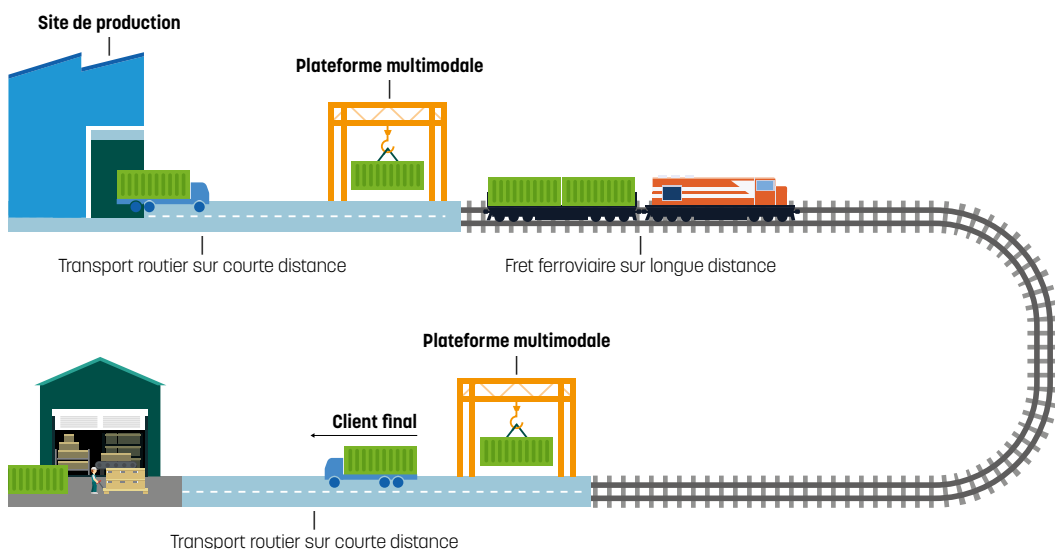 Site de production
Plateforme multimodale
Transport routier sur courte distance
Fret ferroviaire sur longue distance
Plateforme multimodale
Client final
Transport routier sur courte distance